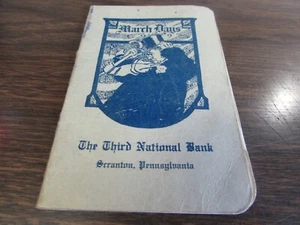 March Days
The Third National Bank
Scranton, Pennsylvania